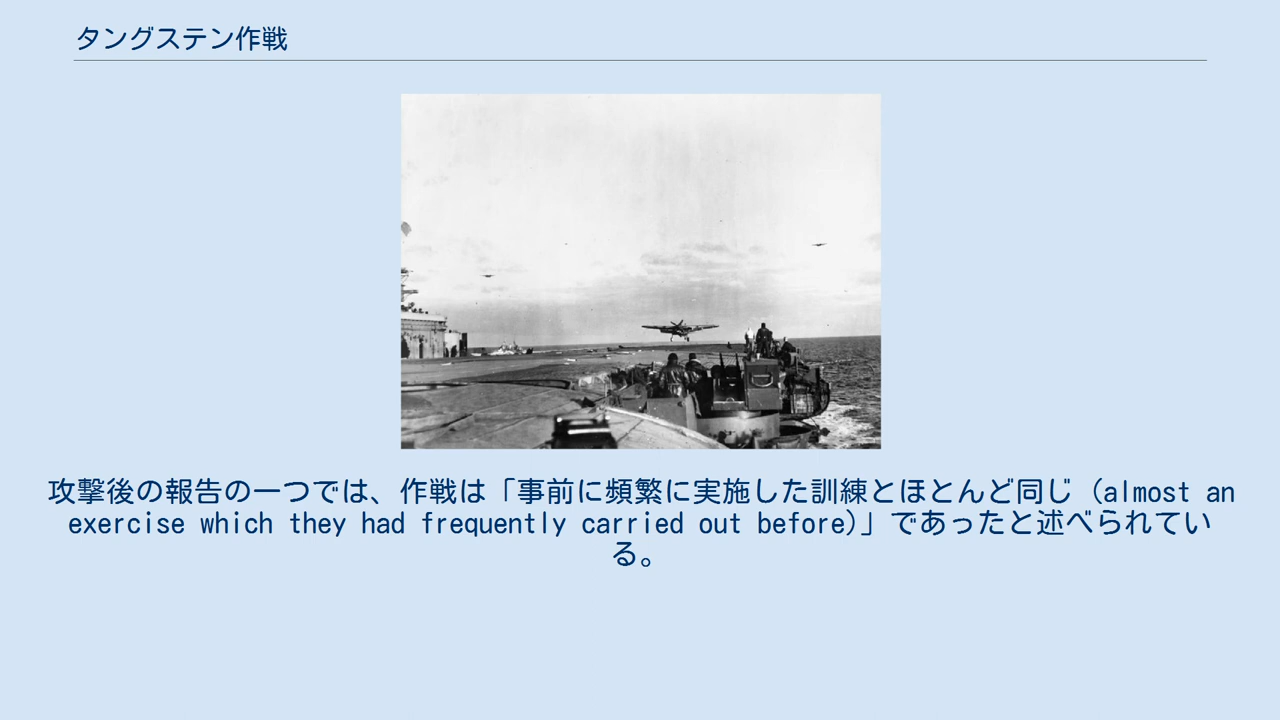 タングステン作戦
攻撃後の報告の一つでは、作戦は「事前に頻繁に実施した訓練とほとんど同じ (almost an
exercise which they had frequently carried out before)」であったと述べられてい
る。